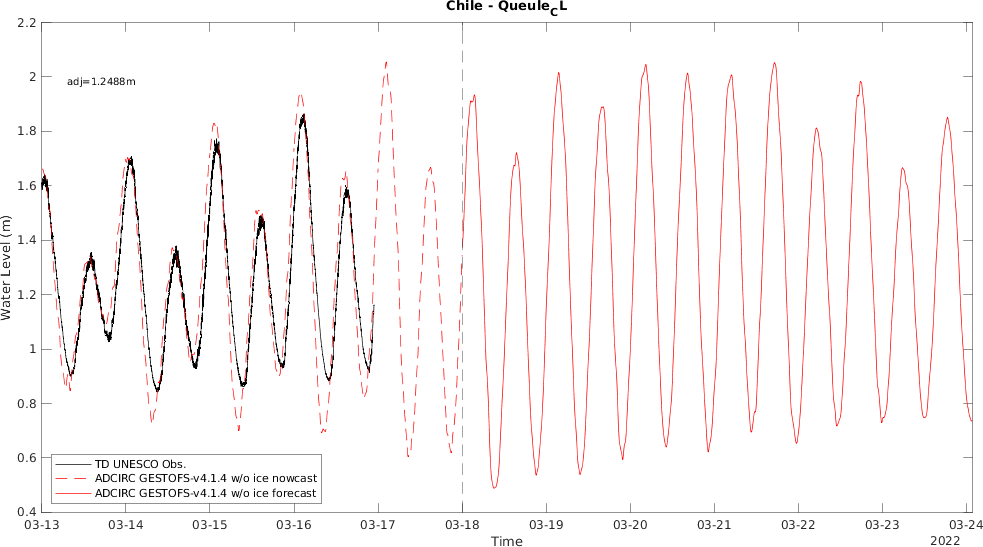 Chile - Queule_CL
2.2
2
1.8
1.6
1.4
1.2
1
0.8
0.6
0.4
Water Level (m)
adj=1.2488m
TD UNESCO Obs.
ADCIRC GESTOFS-v4.1.4 w/o ice nowcast
ADCIRC GESTOFS-v4.1.4 w/o ice forecast
03-13 03-14 03-15 03-16 03-17 03-18 03-19 03-20 03-21 03-22 03-23 03-24
Time
2022